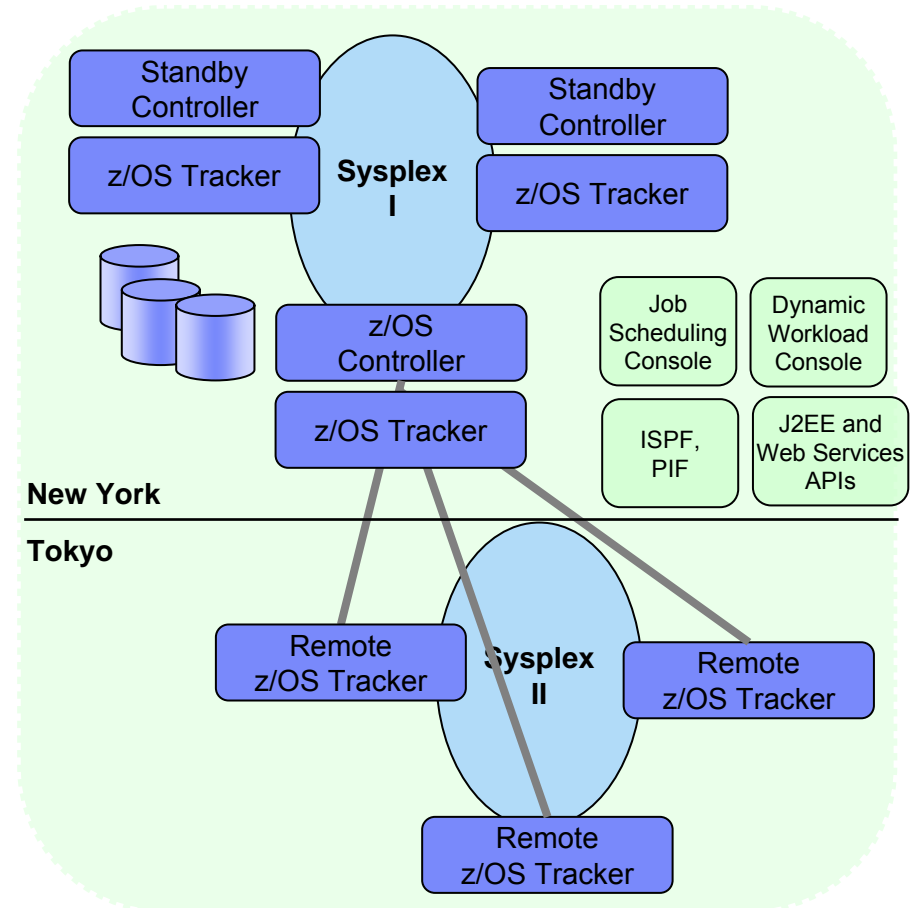 Standby
Controller
z/OS Tracker
Sysplex
I
Standby
Controller
z/OS Tracker
z/OS
Controller
z/OS Tracker
Job
Scheduling
Console
Dynamic
Workload
Console
ISPF,
PIF
J2EE and
Web Services
APIs
New York
Tokyo
Remote
z/OS Tracker
Sysplex
II
Remote
z/OS Tracker
Remote
z/OS Tracker